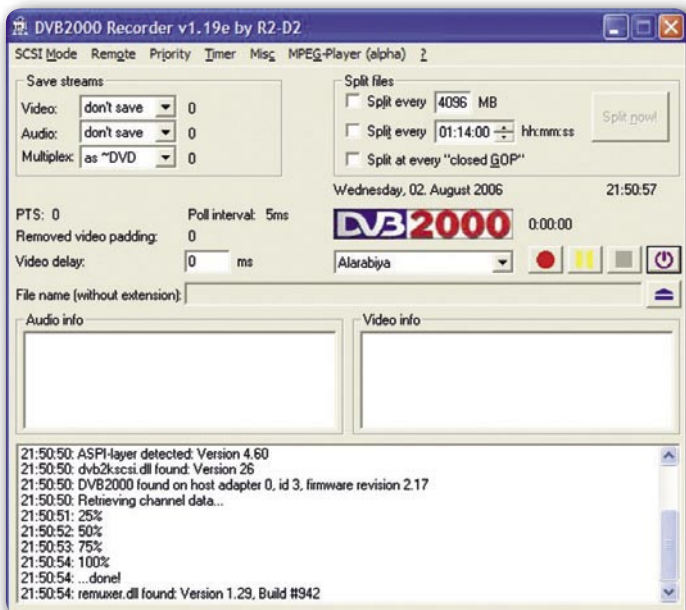 DVB2000 Recorder v1.19e by R2-D2
SCSI Mode Remote Priority Timer Misc MPEG-Player (alpha) ?
Save streams
Video: don't save 0
Audio: don't save 0
Multiplex: as ~DVD 0
Split files
Split every 4096 MB
Split every 01:14:00 hh:mm:ss
Split at every "closed GOP"
Split now!
Wednesday, 02. August 2006 21:50:57
PTS: 0 Poll interval: 5ms
Removed video padding: 0
Video delay: 0 ms
DVB2000 0:00:00
Alarabiya
File name (without extension):
Audio info
Video info
21:50:50: ASPI-layer detected: Version 4.60
21:50:50: dvb2kscsi.dll found: Version 26
21:50:50: DVB2000 found on host adapter 0, id 3, firmware revision 2.17
21:50:50: Retrieving channel data...
21:50:51: 25%
21:50:52: 50%
21:50:53: 75%
21:50:54: 100%
21:50:54: ...done!
21:50:54: remuxer.dll found: Version 1.29, Build #942